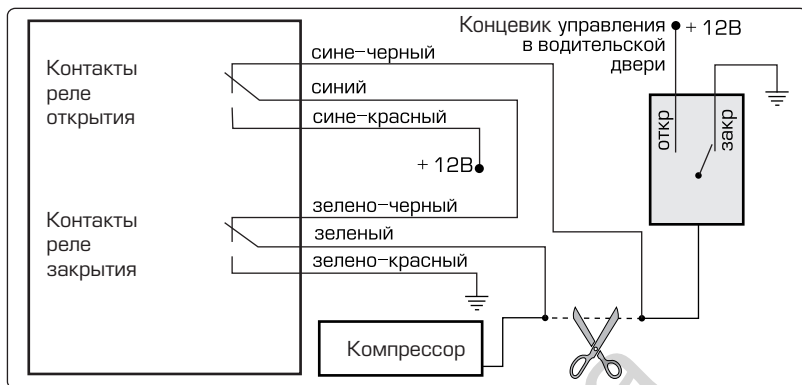 Концевик управления
в водительской
двери
+ 12В
сине-черный
Контакты
реле
открытия
синий
сине-красный
+ 12В
откр
закр
зелено-черный
Контакты
реле
закрытия
зеленый
зелено-красный
Компрессор